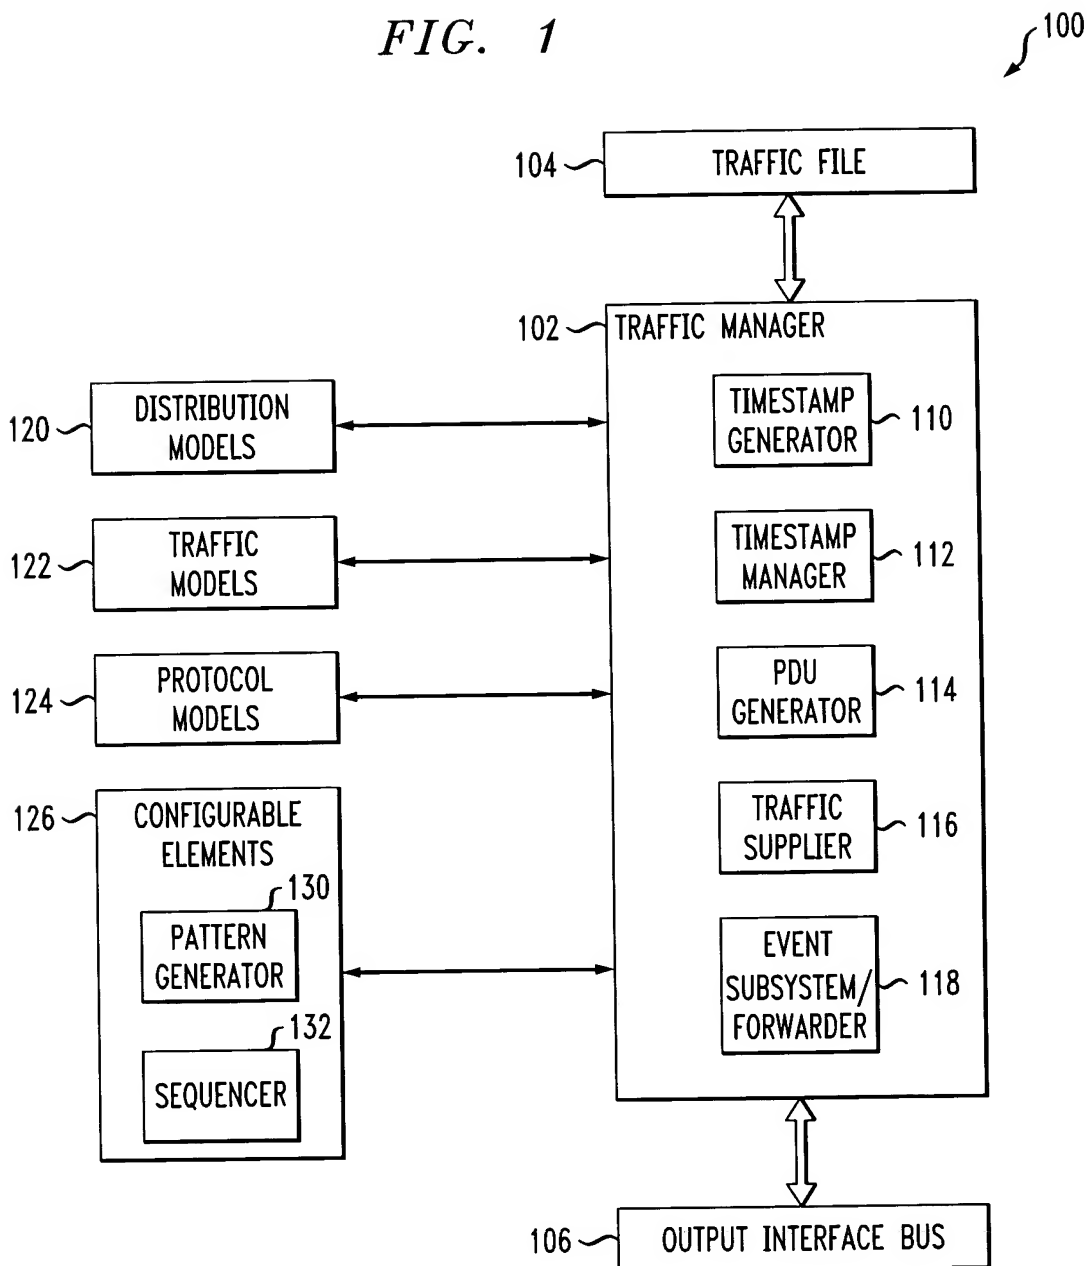 FIG. 1
100
104
TRAFFIC FILE
102
TRAFFIC MANAGER
120
DISTRIBUTION
MODELS
TIMESTAMP
GENERATOR
110
122
TRAFFIC
MODELS
TIMESTAMP
MANAGER
112
124
PROTOCOL
MODELS
PDU
GENERATOR
114
126
CONFIGURABLE
ELEMENTS
130
PATTERN
GENERATOR
132
SEQUENCER
TRAFFIC
SUPPLIER
116
EVENT
SUBSYSTEM/
FORWARDER
118
106
OUTPUT INTERFACE BUS